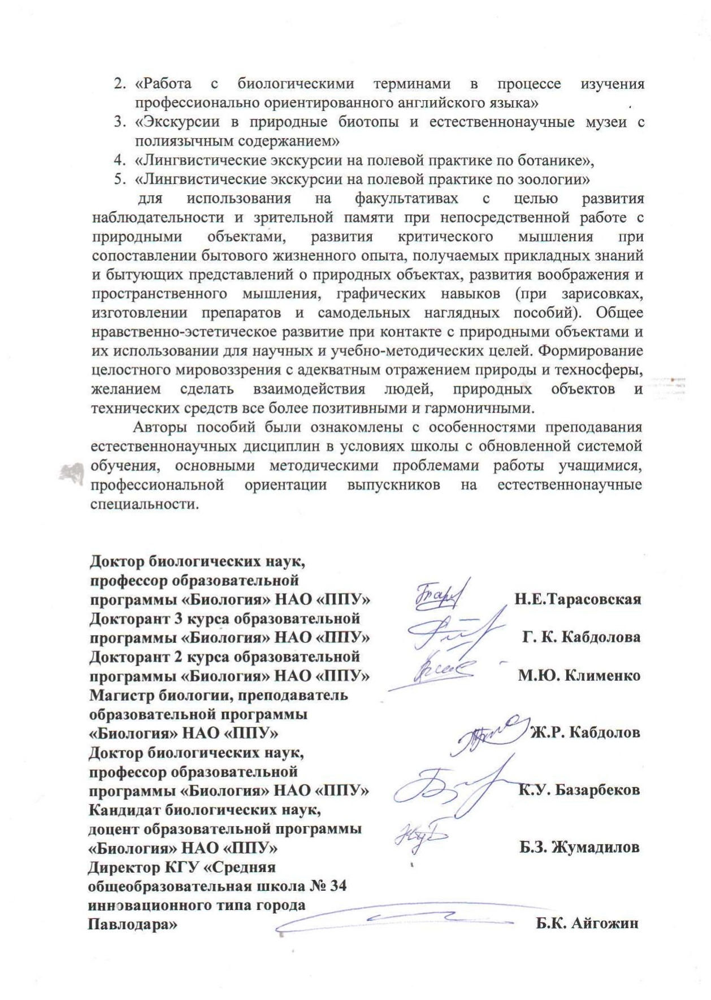 2. «Работа с биологическими терминами в процессе изучения
профессионально ориентированного английского языка»
3. «Экскурсии в природные биотопы и естественнонаучные музеи с
полиязычным содержанием»
4. «Лингвистические экскурсии на полевой практике по ботанике»,
5. «Лингвистические экскурсии на полевой практике по зоологии»
для использования на факультативах с целью развития
наблюдательности и зрительной памяти при непосредственной работе с
природными объектами, развития критического мышления при
сопоставлении бытового жизненного опыта, получаемых прикладных знаний
и бытующих представлений о природных объектах, развития воображения и
пространственного мышления, графических навыков (при зарисовках,
изготовлении препаратов и самодельных наглядных пособий). Общее
нравственно-эстетическое развитие при контакте с природными объектами и
их использовании для научных и учебно-методических целей. Формирование
целостного мировоззрения с адекватным отражением природы и техносферы,
желанием сделать взаимодействия людей, природных объектов и
технических средств все более позитивными и гармоничными.
Авторы пособий были ознакомлены с особенностями преподавания
естественнонаучных дисциплин в условиях школы с обновленной системой
обучения, основными методическими проблемами работы учащимися,
профессиональной ориентации выпускников на естественнонаучные
специальности.
Доктор биологических наук,
профессор образовательной
программы «Биология» НАО «ППУ» Н.Е.Тарасовская
Докторант 3 курса образовательной
программы «Биология» НАО «ППУ» Г. К. Кабдолова
Докторант 2 курса образовательной
программы «Биология» НАО «ППУ» М.Ю. Клименко
Магистр биологии, преподаватель
образовательной программы
«Биология» НАО «ППУ» Ж.Р. Кабдолов
Доктор биологических наук,
профессор образовательной
программы «Биология» НАО «ППУ» К.У. Базарбеков
Кандидат биологических наук,
доцент образовательной программы
«Биология» НАО «ППУ» Б.З. Жумадилов
Директор КГУ «Средняя
общеобразовательная школа № 34
инновационного типа города
Павлодара» Б.К. Айгожин